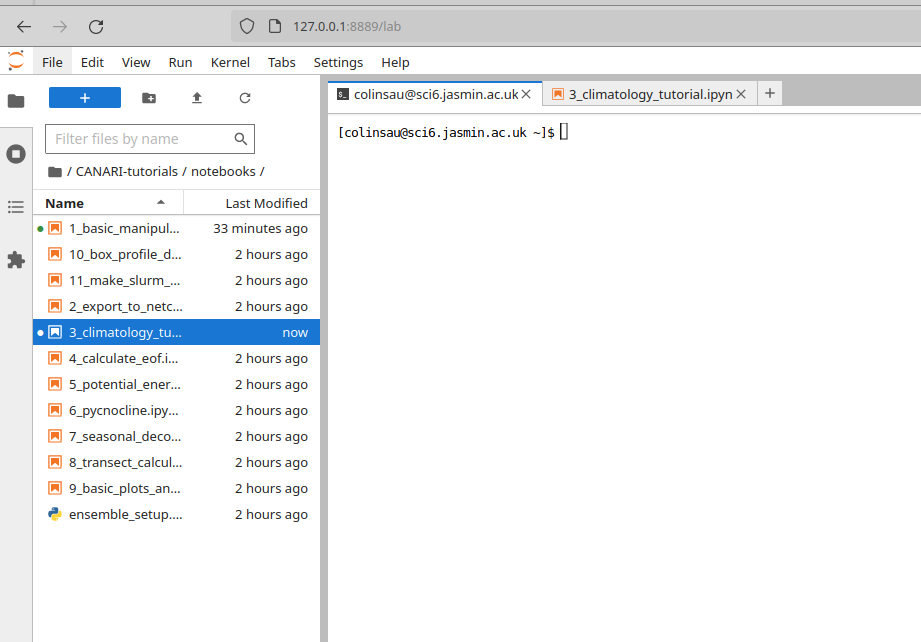 127.0.0.1:8889/lab
File Edit View Run Kernel Tabs Settings Help
colinsau@sci6.jasmin.ac.uk 3_climatology_tutorial.ipyn
Filter files by name
[colinsau@sci6.jasmin.ac.uk ~]$
/ CANARI-tutorials / notebooks /
Name Last Modified
1_basic_manipul... 33 minutes ago
10_box_profile_d... 2 hours ago
11_make_slurm_... 2 hours ago
2_export_to_netc... 2 hours ago
3_climatology_tu... now
4_calculate_eof.i... 2 hours ago
5_potential_ener... 2 hours ago
6_pycnocline.ipy... 2 hours ago
7_seasonal_deco... 2 hours ago
8_transect_calcul... 2 hours ago
9_basic_plots_an... 2 hours ago
ensemble_setup.... 2 hours ago